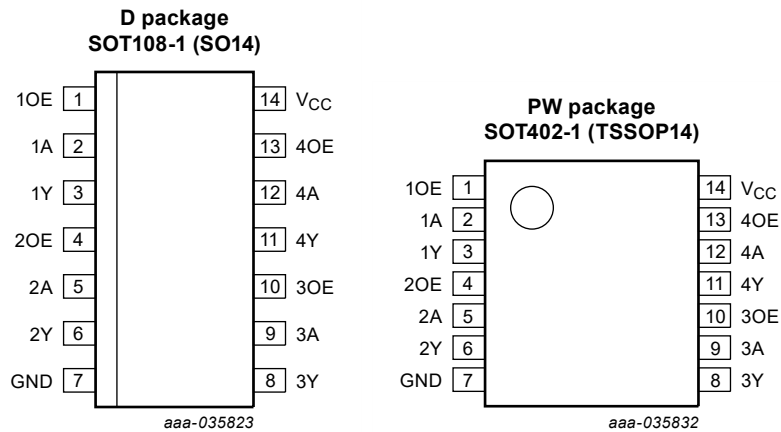 D package
SOT108-1 (SO14)
1OE 1 14 VCC
1A 2 13 4OE
1Y 3 12 4A
2OE 4 11 4Y
2A 5 10 3OE
2Y 6 9 3A
GND 7 8 3Y
aaa-035823
PW package
SOT402-1 (TSSOP14)
1OE 1 14 VCC
1A 2 13 4OE
1Y 3 12 4A
2OE 4 11 4Y
2A 5 10 3OE
2Y 6 9 3A
GND 7 8 3Y
aaa-035832